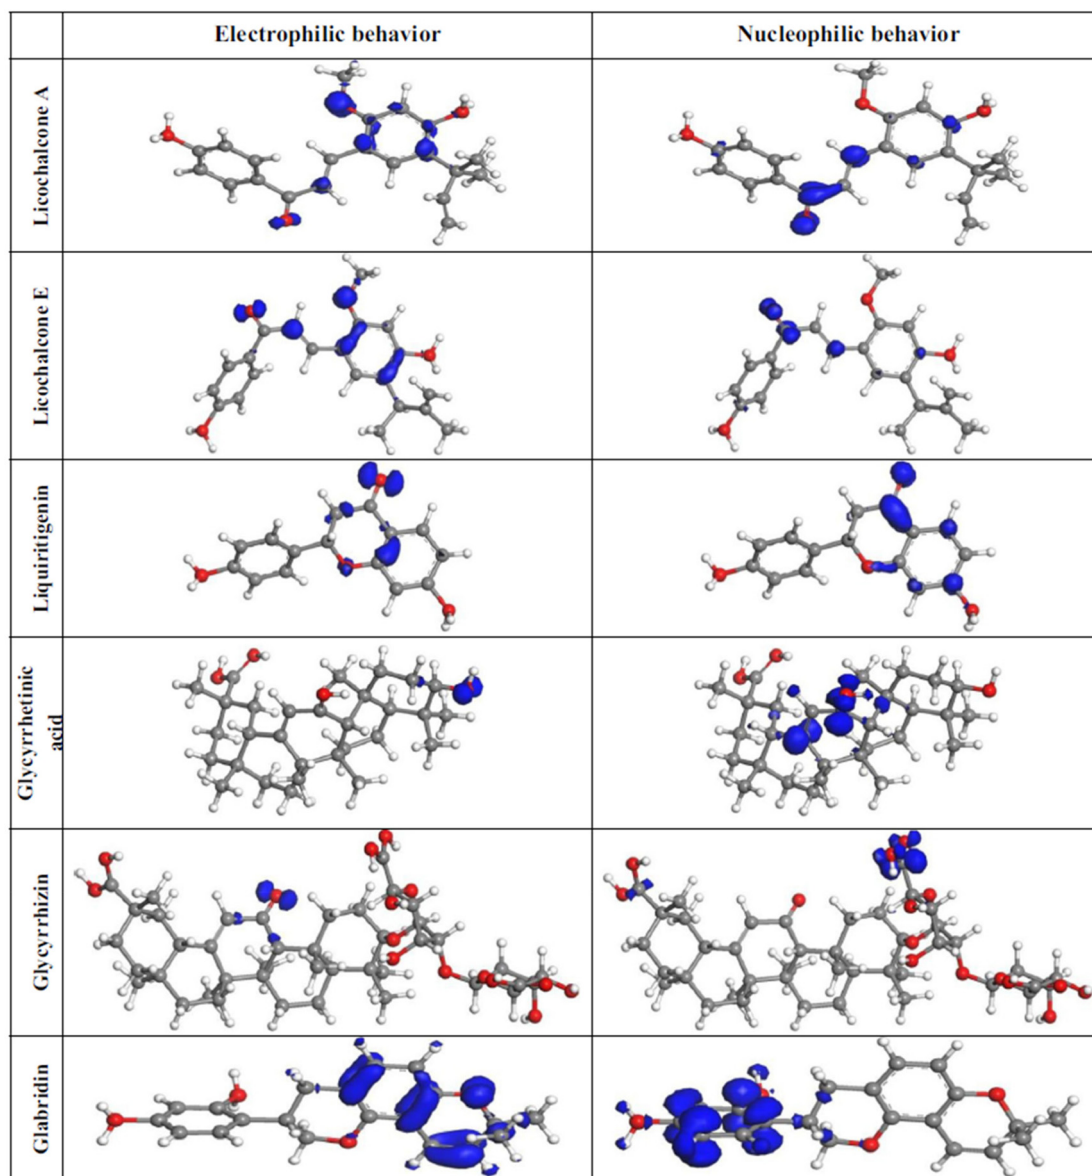 Electrophilic behavior
Nucleophilic behavior
Licochalcone A
Licochalcone E
Liquiritigenin
Glycyrrhetinic
acid
Glycyrrhizin
Glabridin